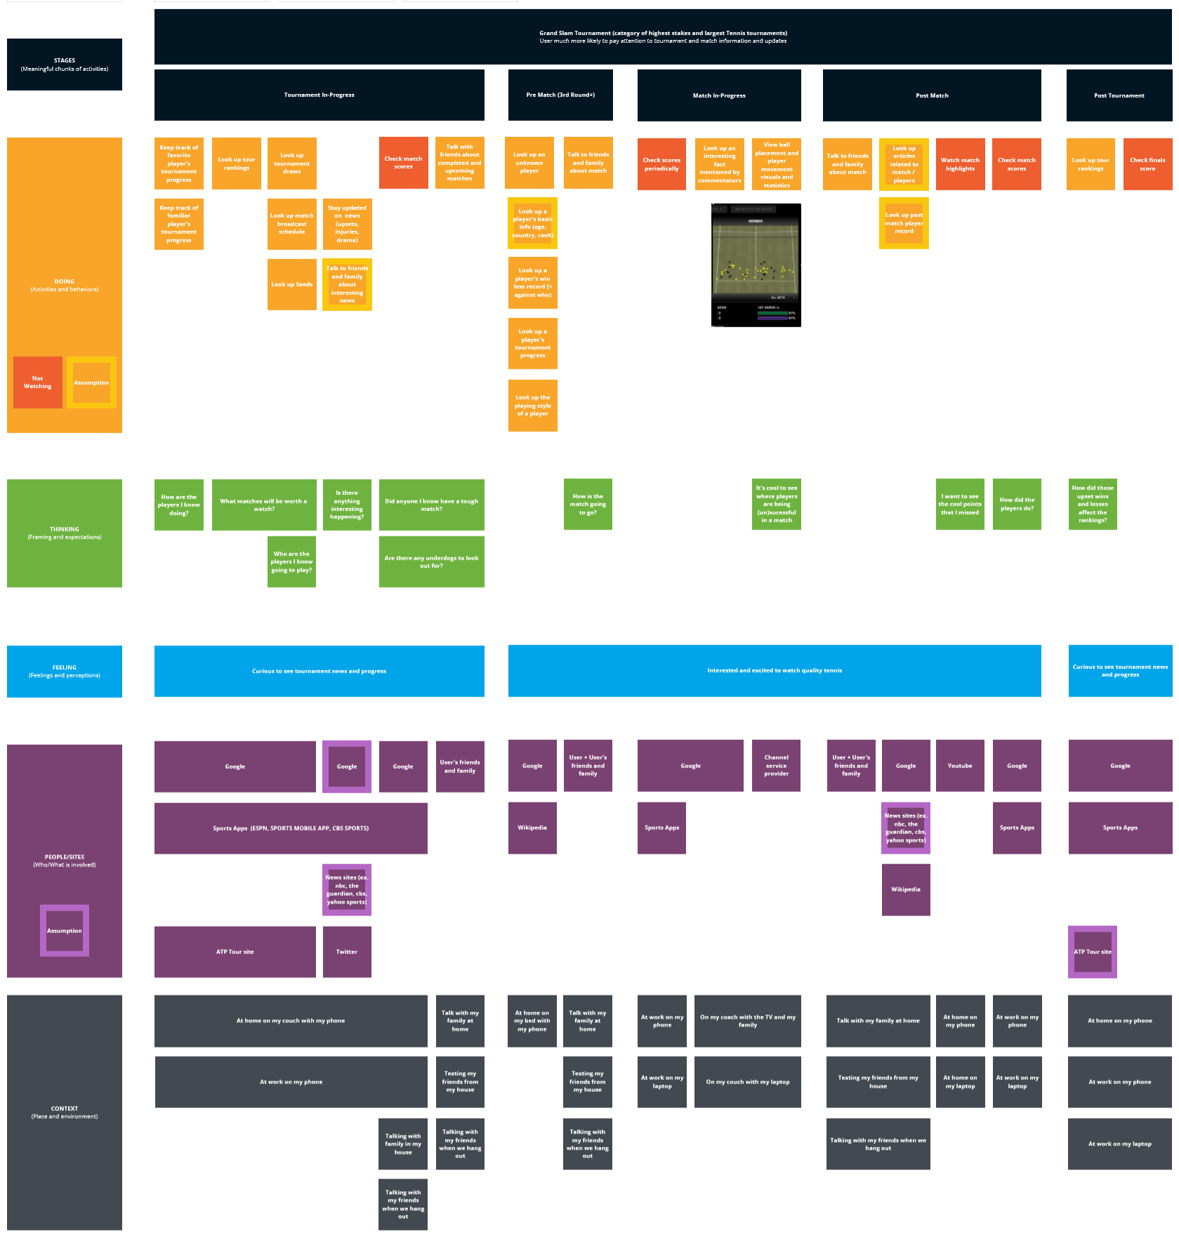 Grand Slam Tournament (category of highest stakes and largest Tennis tournaments)
User much more likely to pay attention to tournament and match information and updates
STAGES
(Meaningful chunks of activities)
Tournament In-Progress
Pre Match (3rd Round+)
Match In-Progress
Post Match
Post Tournament
DOING
(Activities and behaviors)
Not
Watching
Assumption
Keep track of
favorite
player's
tournament
progress
Look up tour
rankings
Look up
tournament
draws
Check match
scores
Talk with
friends about
completed and
upcoming
matches
Keep track of
familiar
player's
tournament
progress
Look up match
broadcast
schedule
Stay updated
on news
(upsets,
injuries,
drama)
Look up Seeds
Talk to friends
and family
about
interesting
news
Look up an
unknown
player
Talk to friends
and family
about match
Look up a
player's basic
info (age,
country, rank)
Look up a
player's win
loss record (+
against who)
Look up a
player's
tournament
progress
Look up the
playing style
of a player
Check scores
periodically
Look up an
interesting
fact
mentioned by
commentators
View ball
placement and
player
movement
visuals and
statistics
Talk to friends
and family
about match
Look up
articles
related to
match /
players
Watch match
highlights
Check match
scores
Look up past
match player
record
Look up tour
rankings
Check finals
score
THINKING
(Framing and expectations)
How are the
players I know
doing?
What matches will be worth a
watch?
Is there
anything
interesting
happening?
Did anyone I know have a tough
match?
Who are the
players I know
going to play?
Are there any underdogs to look
out for?
How is the
match going
to go?
It's cool to see
where players
are being
(un)sucessful
in a match
I want to see
the cool points
that I missed
How did the
players do?
How did those
upset wins
and losses
affect the
rankings?
FEELING
(Feelings and perceptions)
Curious to see tournament news and progress
Interested and excited to watch quality tennis
Curious to see tournament news
and progress
PEOPLE/SITES
(Who/What is involved)
Assumption
Google
Google
Google
User's friends
and family
Sports Apps (ESPN, SPORTS MOBILE APP, CBS SPORTS)
News sites (ex.
nbc, the
guardian, cbs,
yahoo sports)
ATP Tour site
Twitter
Google
User + User's
friends and
family
Wikipedia
Google
Channel
service
provider
Sports Apps
User + User's
friends and
family
Google
Youtube
Google
News sites (ex.
nbc, the
guardian, cbs,
yahoo sports)
Sports Apps
Wikipedia
Google
Sports Apps
ATP Tour site
CONTEXT
(Place and environment)
At home on my couch with my phone
Talk with my
family at
home
At work on my phone
Texting my
friends from
my house
Talking with
family in my
house
Talking with
my friends
when we hang
out
Talking with
my friends
when we hang
out
At home on
my bed with
my phone
Talk with my
family at
home
Texting my
friends from
my house
Talking with
my friends
when we hang
out
At work on my
phone
On my coach with the TV and my
family
At work on my
laptop
On my couch with my laptop
Talk with my family at home
At home on
my phone
At work on my
phone
Texting my friends from my
house
At home on
my laptop
At work on my
laptop
Talking with my friends when we
hang out
At home on my phone
At work on my phone
At work on my laptop